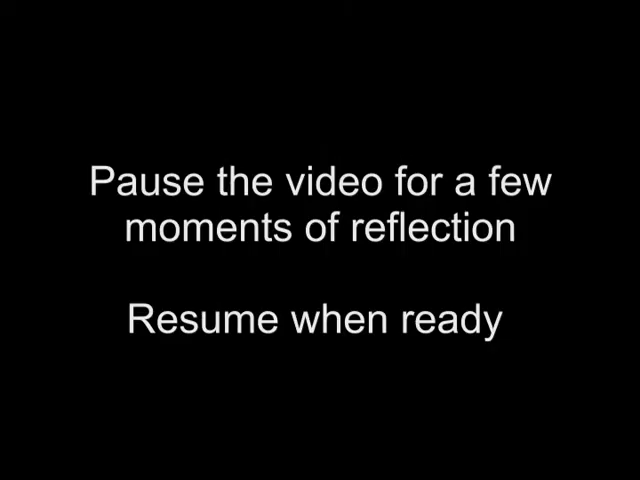 Pause the video for a few
moments of reflection
Resume when ready